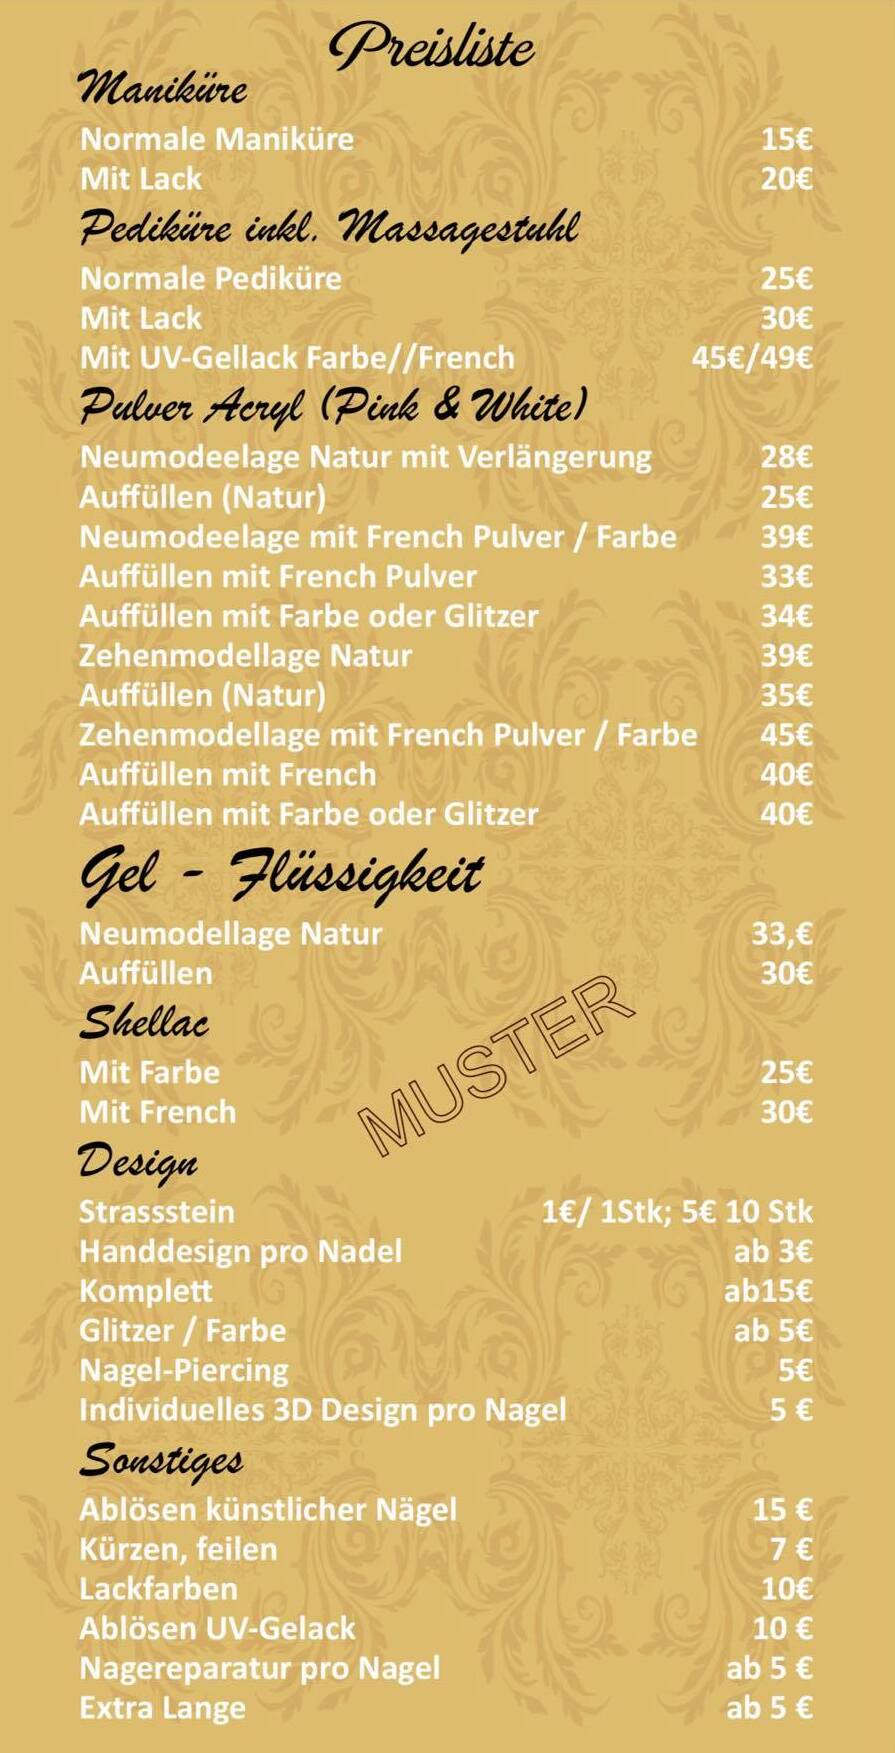 Preisliste
Maniküre
Normale Maniküre 15€
Mit Lack 20€
Pediküre inkl. Massagestuhl
Normale Pediküre 25€
Mit Lack 30€
Mit UV-Gellack Farbe//French 45€/49€
Pulver Acryl (Pink & White)
Neumodeelage Natur mit Verlängerung 28€
Auffüllen (Natur) 25€
Neumodeelage mit French Pulver / Farbe 39€
Auffüllen mit French Pulver 33€
Auffüllen mit Farbe oder Glitzer 34€
Zehenmodellage Natur 39€
Auffüllen (Natur) 35€
Zehenmodellage mit French Pulver / Farbe 45€
Auffüllen mit French 40€
Auffüllen mit Farbe oder Glitzer 40€
Gel - Flüssigkeit
Neumodellage Natur 33,€
Auffüllen 30€
Shellac
Mit Farbe 25€
Mit French 30€
MUSTER
Design
Strassstein 1€/ 1Stk; 5€ 10 Stk
Handdesign pro Nadel ab 3€
Komplett ab15€
Glitzer / Farbe ab 5€
Nagel-Piercing 5€
Individuelles 3D Design pro Nagel 5 €
Sonstiges
Ablösen künstlicher Nägel 15 €
Kürzen, feilen 7 €
Lackfarben 10€
Ablösen UV-Gelack 10 €
Nagereparatur pro Nagel ab 5 €
Extra Lange ab 5 €